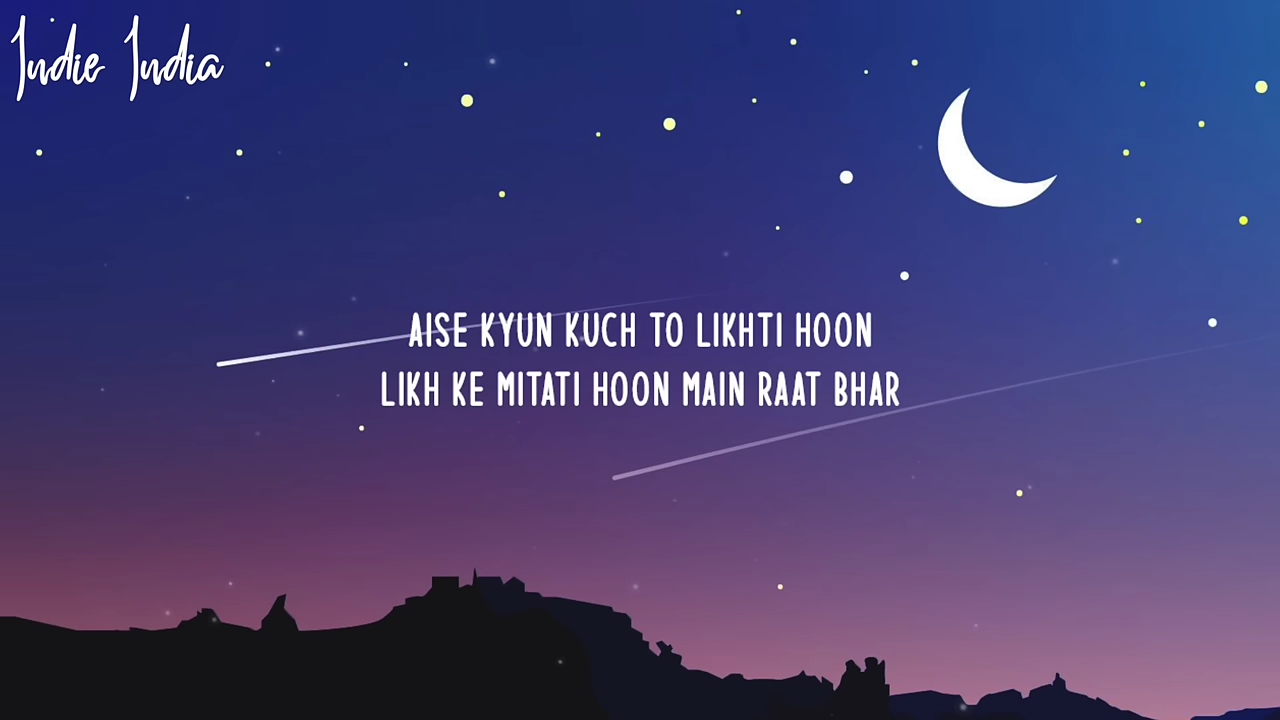 Indie India
AISE KYUN KUCH TO LIKHTI HOON
LIKH KE MITATI HOON MAIN RAAT BHAR